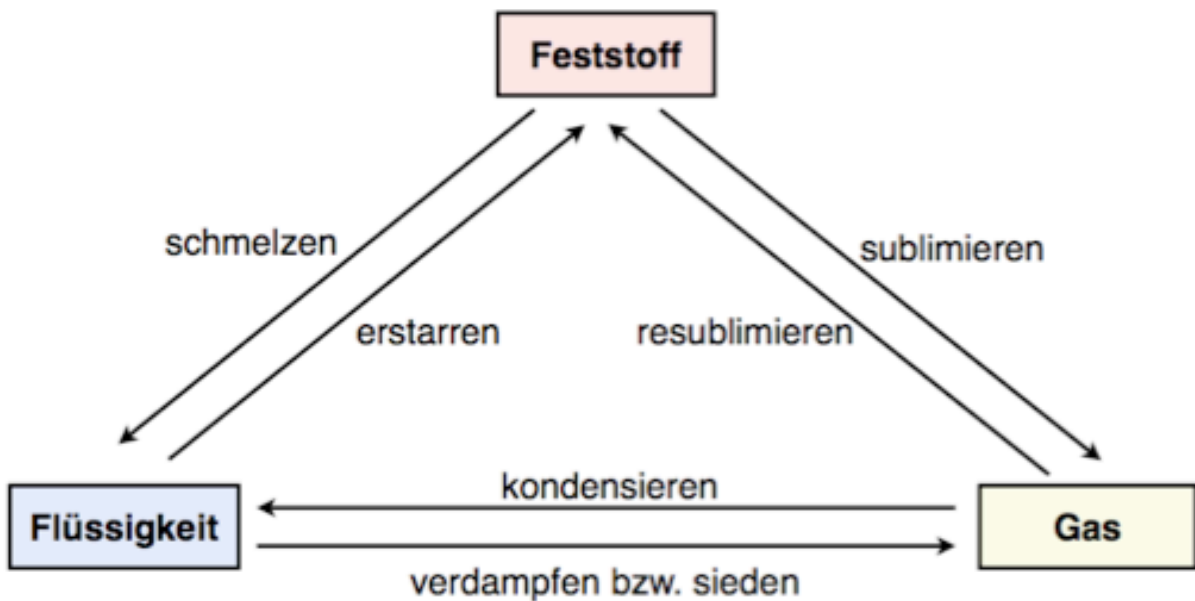 Feststoff
schmelzen
sublimieren
erstarren
resublimieren
kondensieren
Flüssigkeit
Gas
verdampfen bzw. sieden